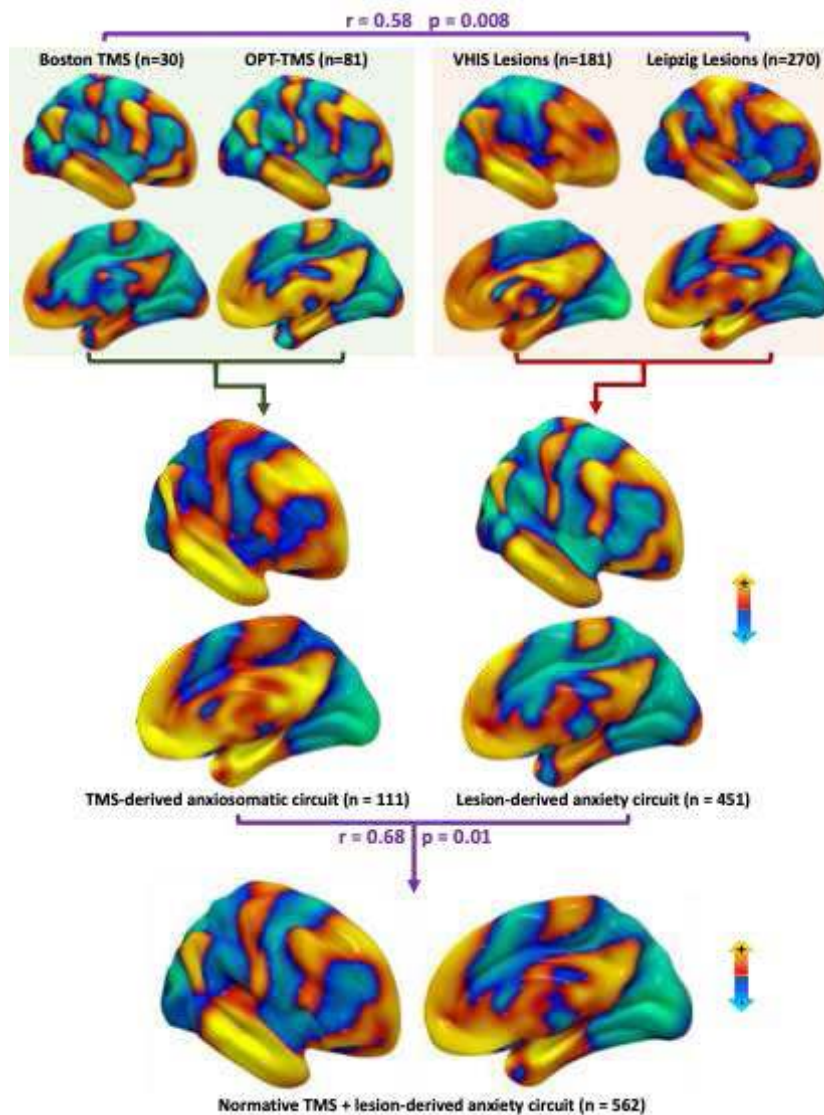 r = 0.58 p = 0.008
Boston TMS (n=30) OPT-TMS (n=81) VHIS Lesions (n=181) Leipzig Lesions (n=270)
+
TMS-derived anxiosomatic circuit (n = 111) Lesion-derived anxiety circuit (n = 451)
r = 0.68 p = 0.01
+
Normative TMS + lesion-derived anxiety circuit (n = 562)